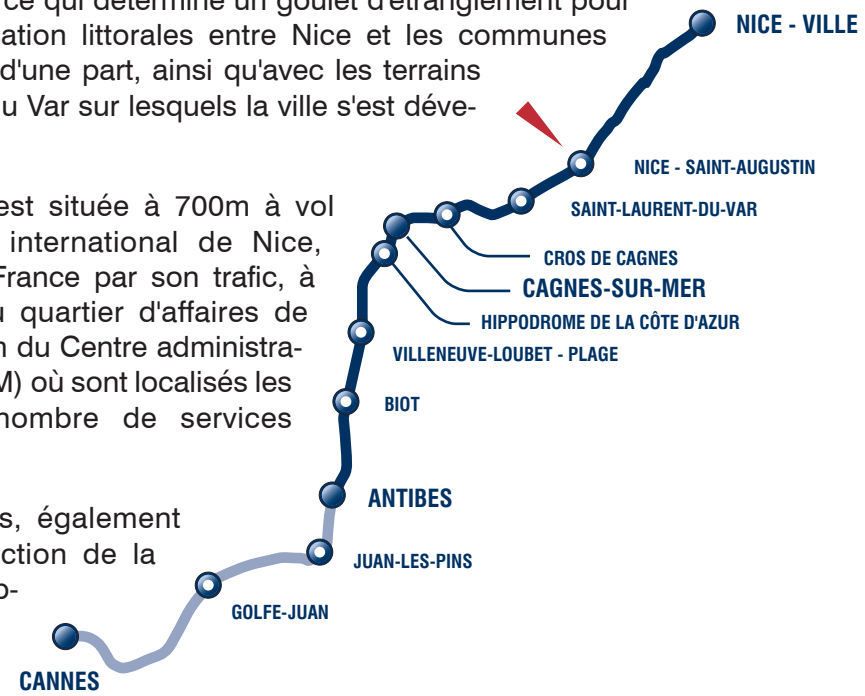 ce qui détermine un goulet d'étranglement pour
cation littorales entre Nice et les communes
d'une part, ainsi qu'avec les terrains
u Var sur lesquels la ville s'est déve-
est située à 700m à vol
international de Nice,
France par son trafic, à
u quartier d'affaires de
n du Centre administra-
M) où sont localisés les
nombre de services
s, également
ction de la
o-
NICE - VILLE
NICE - SAINT-AUGUSTIN
SAINT-LAURENT-DU-VAR
CROS DE CAGNES
CAGNES-SUR-MER
HIPPODROME DE LA CÔTE D'AZUR
VILLENEUVE-LOUBET - PLAGE
BIOT
ANTIBES
JUAN-LES-PINS
GOLFE-JUAN
CANNES